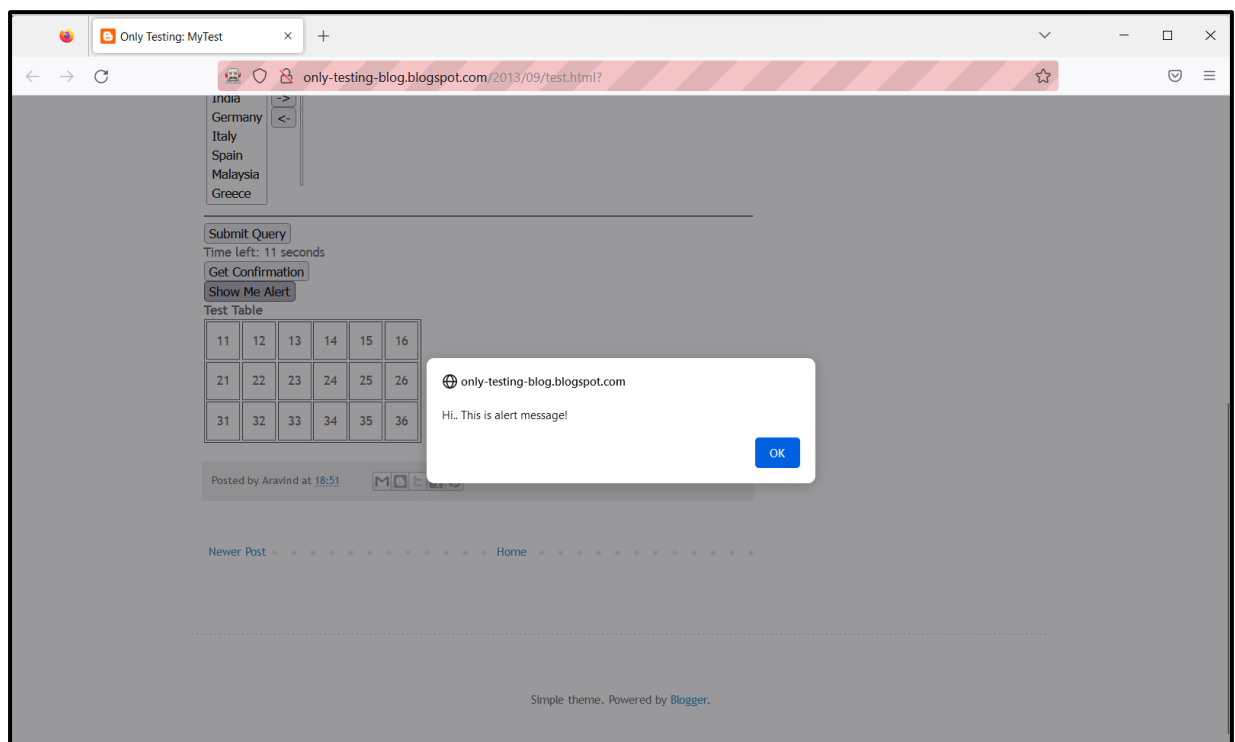 Only Testing: MyTest
only-testing-blog.blogspot.com/2013/09/test.html?
India ->
Germany <-
Italy
Spain
Malaysia
Greece
Submit Query
Time left: 11 seconds
Get Confirmation
Show Me Alert
Test Table
11 12 13 14 15 16
21 22 23 24 25 26
31 32 33 34 35 36
only-testing-blog.blogspot.com
Hi.. This is alert message!
OK
Posted by Aravind at 18:51
Newer Post Home
Simple theme. Powered by Blogger.